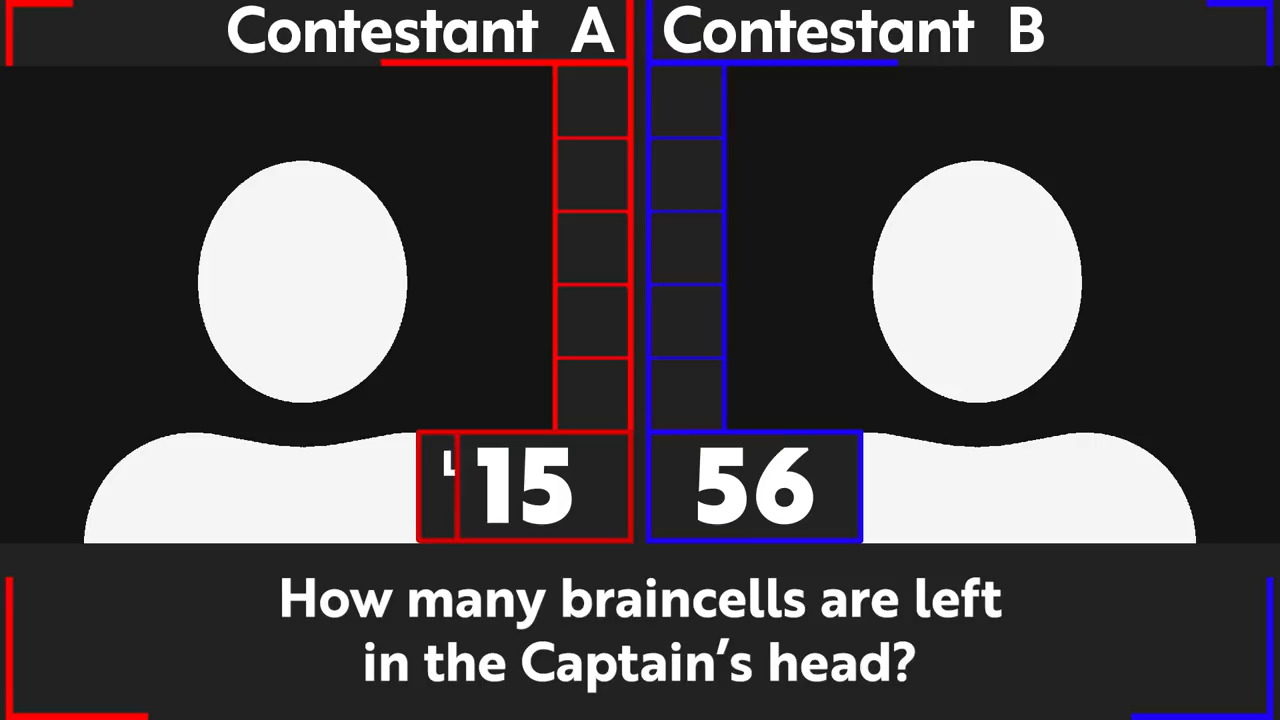 Contestant A
Contestant B
15
56
How many braincells are left
in the Captain's head?